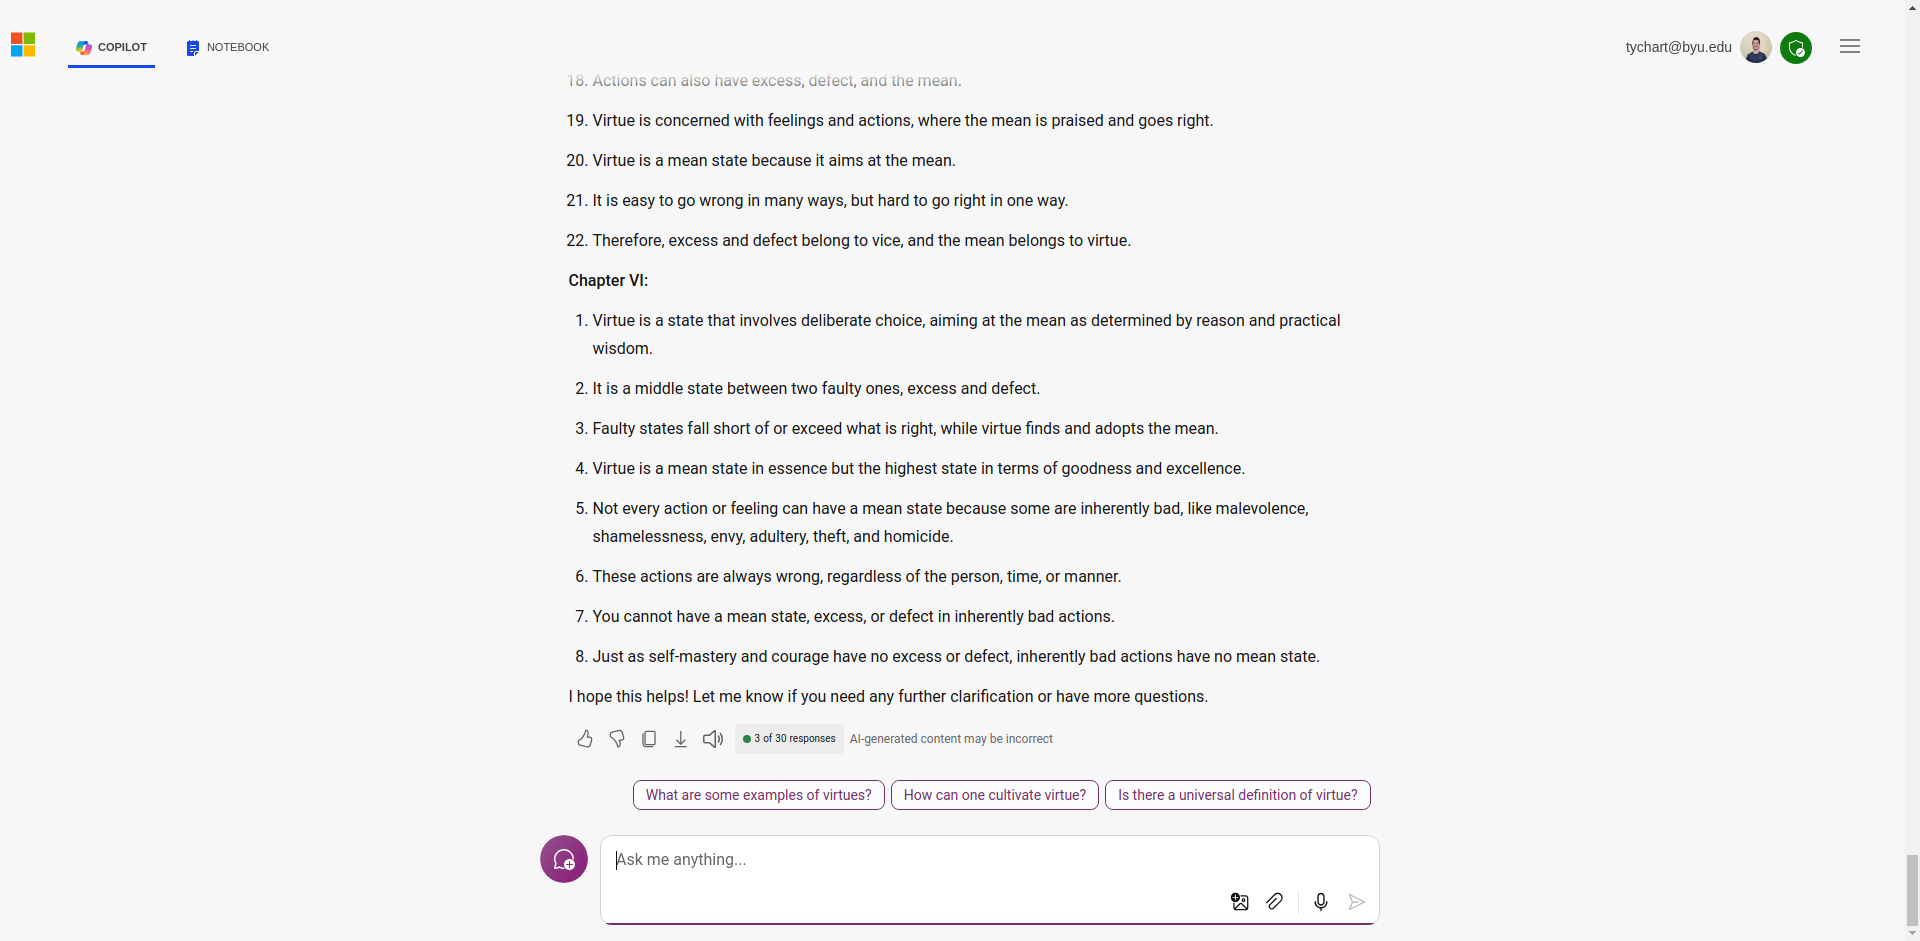 COPILOT
NOTEBOOK
tychart@byu.edu
18. Actions can also have excess, defect, and the mean.
19. Virtue is concerned with feelings and actions, where the mean is praised and goes right.
20. Virtue is a mean state because it aims at the mean.
21. It is easy to go wrong in many ways, but hard to go right in one way.
22. Therefore, excess and defect belong to vice, and the mean belongs to virtue.
Chapter VI:
1. Virtue is a state that involves deliberate choice, aiming at the mean as determined by reason and practical
wisdom.
2. It is a middle state between two faulty ones, excess and defect.
3. Faulty states fall short of or exceed what is right, while virtue finds and adopts the mean.
4. Virtue is a mean state in essence but the highest state in terms of goodness and excellence.
5. Not every action or feeling can have a mean state because some are inherently bad, like malevolence,
shamelessness, envy, adultery, theft, and homicide.
6. These actions are always wrong, regardless of the person, time, or manner.
7. You cannot have a mean state, excess, or defect in inherently bad actions.
8. Just as self-mastery and courage have no excess or defect, inherently bad actions have no mean state.
I hope this helps! Let me know if you need any further clarification or have more questions.
3 of 30 responses
AI-generated content may be incorrect
What are some examples of virtues?
How can one cultivate virtue?
Is there a universal definition of virtue?
Ask me anything...